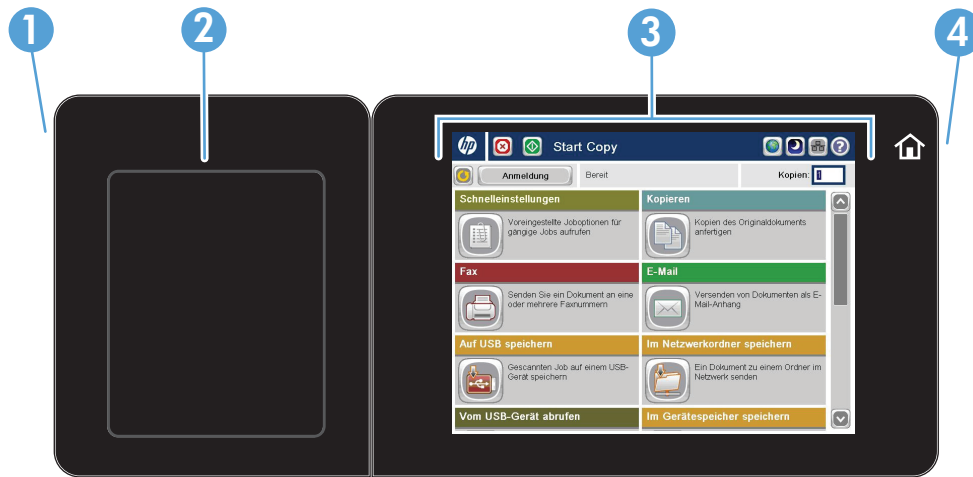 1
2
3
4
hp
Start Copy
?
Anmeldung
Bereit
Kopien: 1
Schnelleinstellungen
Voreingestellte Joboptionen für
gängige Jobs aufrufen
Kopieren
Kopien des Originaldokuments
anfertigen
Fax
Senden Sie ein Dokument an eine
oder mehrere Faxnummern
E-Mail
Versenden von Dokumenten als E-
Mail-Anhang
Auf USB speichern
Gescannten Job auf einem USB-
Gerät speichern
Im Netzwerkordner speichern
Ein Dokument zu einem Ordner im
Netzwerk senden
Vom USB-Gerät abrufen
Im Gerätespeicher speichern